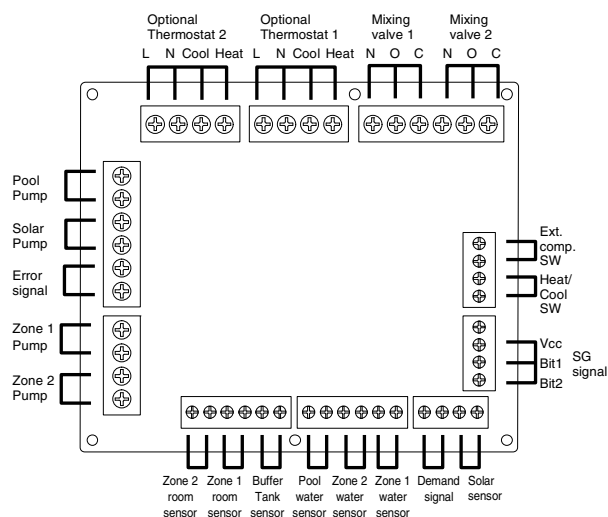 Optional Optional Mixing Mixing
Thermostat 2 Thermostat 1 valve 1 valve 2
L N Cool Heat L N Cool Heat N O C N O C
Pool
Pump
Solar
Pump
Error
signal
Zone 1
Pump
Zone 2
Pump
Ext.
comp.
SW
Heat/
Cool
SW
Vcc
Bit1
Bit2
SG
signal
Zone 2 Zone 1 Buffer Pool Zone 2 Zone 1 Demand Solar
room room Tank water water water signal sensor
sensor sensor sensor sensor sensor sensor